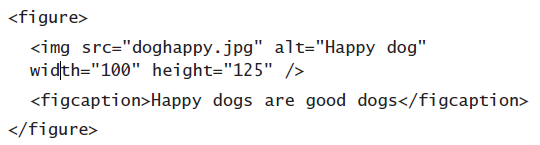 <figure>
<img src="doghappy.jpg" alt="Happy dog"
width="100" height="125" />
<figcaption>Happy dogs are good dogs</figcaption>
</figure>